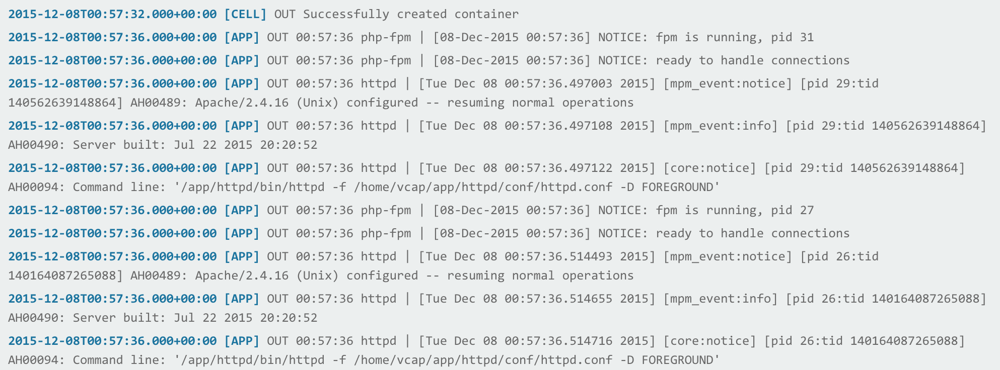 2015-12-08T00:57:32.000+00:00 [CELL] OUT Successfully created container
2015-12-08T00:57:36.000+00:00 [APP] OUT 00:57:36 php-fpm | [08-Dec-2015 00:57:36] NOTICE: fpm is running, pid 31
2015-12-08T00:57:36.000+00:00 [APP] OUT 00:57:36 php-fpm | [08-Dec-2015 00:57:36] NOTICE: ready to handle connections
2015-12-08T00:57:36.000+00:00 [APP] OUT 00:57:36 httpd | [Tue Dec 08 00:57:36.497003 2015] [mpm_event:notice] [pid 29:tid
140562639148864] AH00489: Apache/2.4.16 (Unix) configured -- resuming normal operations
2015-12-08T00:57:36.000+00:00 [APP] OUT 00:57:36 httpd | [Tue Dec 08 00:57:36.497108 2015] [mpm_event:info] [pid 29:tid 140562639148864]
AH00490: Server built: Jul 22 2015 20:20:52
2015-12-08T00:57:36.000+00:00 [APP] OUT 00:57:36 httpd | [Tue Dec 08 00:57:36.497122 2015] [core:notice] [pid 29:tid 140562639148864]
AH00094: Command line: '/app/httpd/bin/httpd -f /home/vcap/app/httpd/conf/httpd.conf -D FOREGROUND'
2015-12-08T00:57:36.000+00:00 [APP] OUT 00:57:36 php-fpm | [08-Dec-2015 00:57:36] NOTICE: fpm is running, pid 27
2015-12-08T00:57:36.000+00:00 [APP] OUT 00:57:36 php-fpm | [08-Dec-2015 00:57:36] NOTICE: ready to handle connections
2015-12-08T00:57:36.000+00:00 [APP] OUT 00:57:36 httpd | [Tue Dec 08 00:57:36.514493 2015] [mpm_event:notice] [pid 26:tid
140164087265088] AH00489: Apache/2.4.16 (Unix) configured -- resuming normal operations
2015-12-08T00:57:36.000+00:00 [APP] OUT 00:57:36 httpd | [Tue Dec 08 00:57:36.514655 2015] [mpm_event:info] [pid 26:tid 140164087265088]
AH00490: Server built: Jul 22 2015 20:20:52
2015-12-08T00:57:36.000+00:00 [APP] OUT 00:57:36 httpd | [Tue Dec 08 00:57:36.514716 2015] [core:notice] [pid 26:tid 140164087265088]
AH00094: Command line: '/app/httpd/bin/httpd -f /home/vcap/app/httpd/conf/httpd.conf -D FOREGROUND'